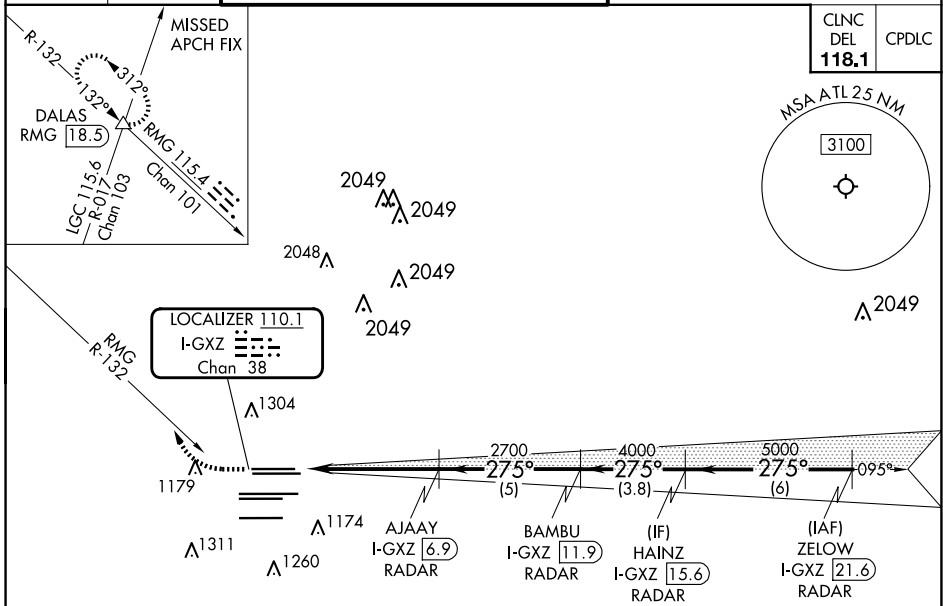 MISSED
APCH FIX
R-132
312°
132°
DALAS
RMG 18.5
RMG 115.4
Chan 101
LGC 115.6
R-017
Chan 103
CLNC
DEL
118.1
CPDLC
MSA ATL 25 NM
3100
2049
2049
2048
2049
2049
2049
RMG
R-132
LOCALIZER 110.1
I-GXZ
Chan 38
1304
1179
1311
1174
1260
2700
275°
(5)
4000
275°
(3.8)
5000
275°
(6)
095°
AJAAY
I-GXZ 6.9
RADAR
BAMBU
I-GXZ 11.9
RADAR
(IF)
HAINZ
I-GXZ 15.6
RADAR
(IAF)
ZELOW
I-GXZ 21.6
RADAR